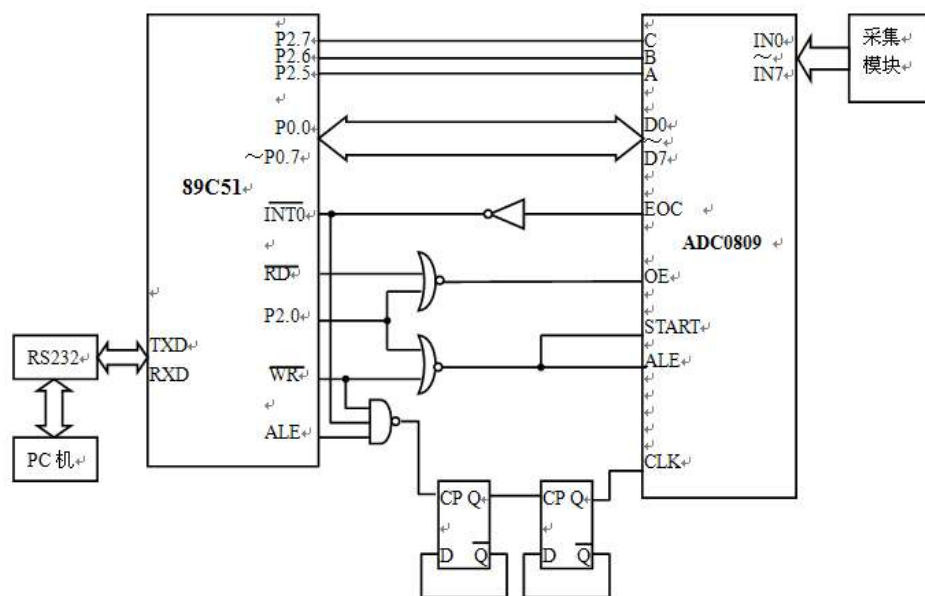 P2.7
P2.6
P2.5
P0.0
~P0.7
89C51
INT0
RD
P2.0
TXD
RXD
WR
ALE
RS232
PC 机
C
B
A
IN0
~
IN7
采集
模块
D0
~
D7
EOC
ADC0809
OE
START
ALE
CLK
CP Q
D Q
CP Q
D Q